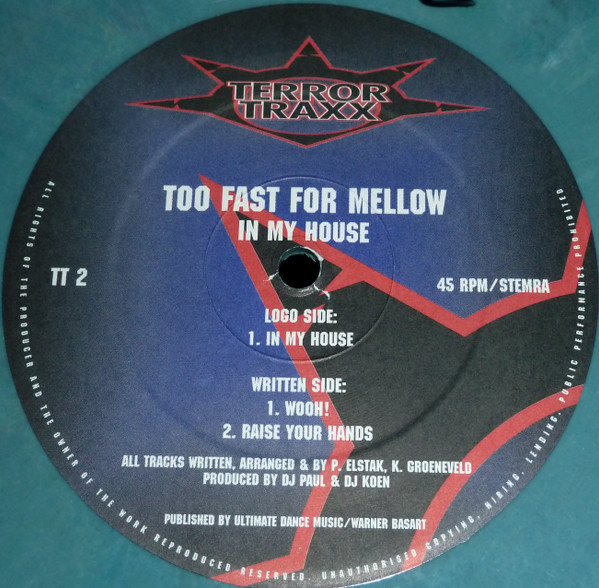 TERROR
TRAXX
TOO FAST FOR MELLOW
IN MY HOUSE
TT 2
45 RPM/STEMRA
LOGO SIDE:
1. IN MY HOUSE
WRITTEN SIDE:
1. WOOH!
2. RAISE YOUR HANDS
ALL TRACKS WRITTEN, ARRANGED & BY P. ELSTAK, K. GROENEVELD
PRODUCED BY DJ PAUL & DJ KOEN
PUBLISHED BY ULTIMATE DANCE MUSIC/WARNER BASART
ALL RIGHTS OF THE PRODUCER AND THE OWNER OF THE WORK REPRODUCED RESERVED. UNAUTHORISED COPYING, HIRING, LENDING, PUBLIC PERFORMANCE PROHIBITED